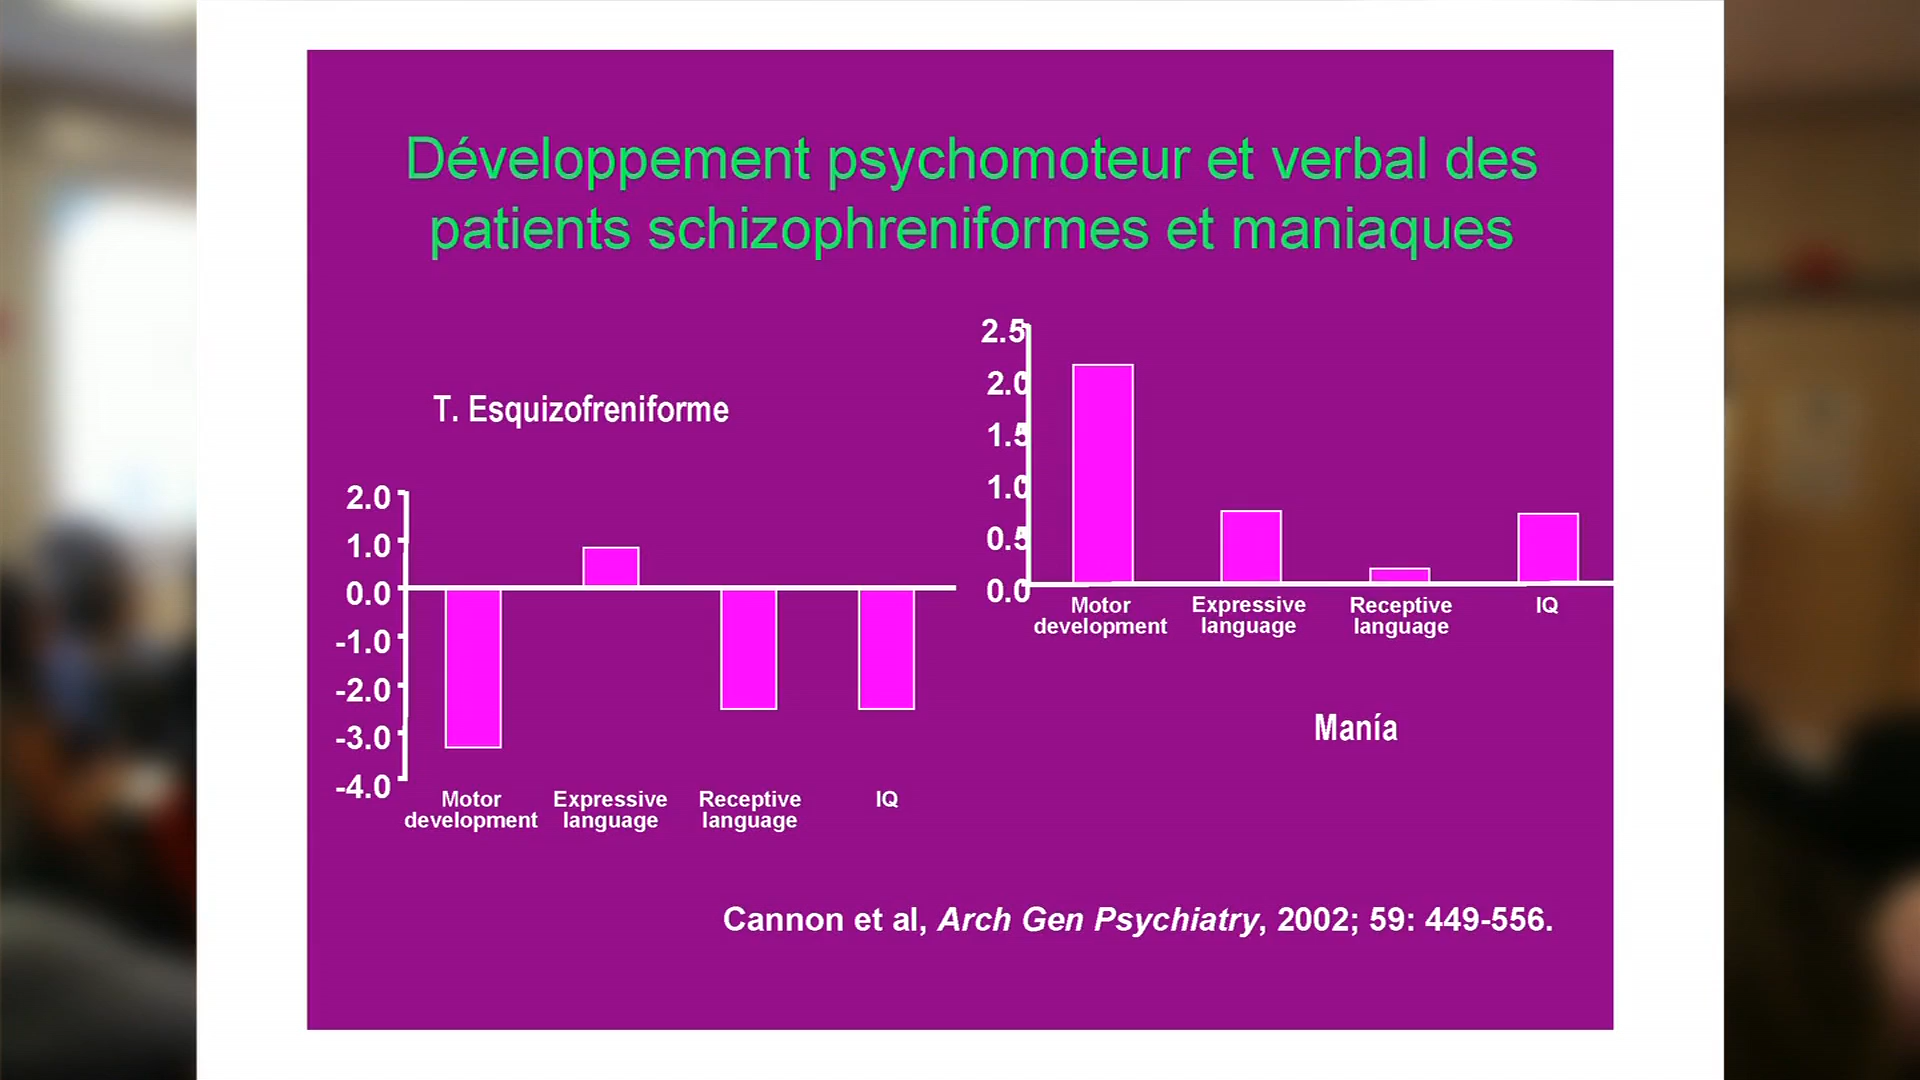 Développement psychomoteur et verbal des
patients schizophreniformes et maniaques
T. Esquizofreniforme
2.0
1.0
0.0
-1.0
-2.0
-3.0
-4.0
Motor development
Expressive language
Receptive language
IQ
2.5
2.0
1.5
1.0
0.5
0.0
Motor development
Expressive language
Receptive language
IQ
Manía
Cannon et al, Arch Gen Psychiatry, 2002; 59: 449-556.